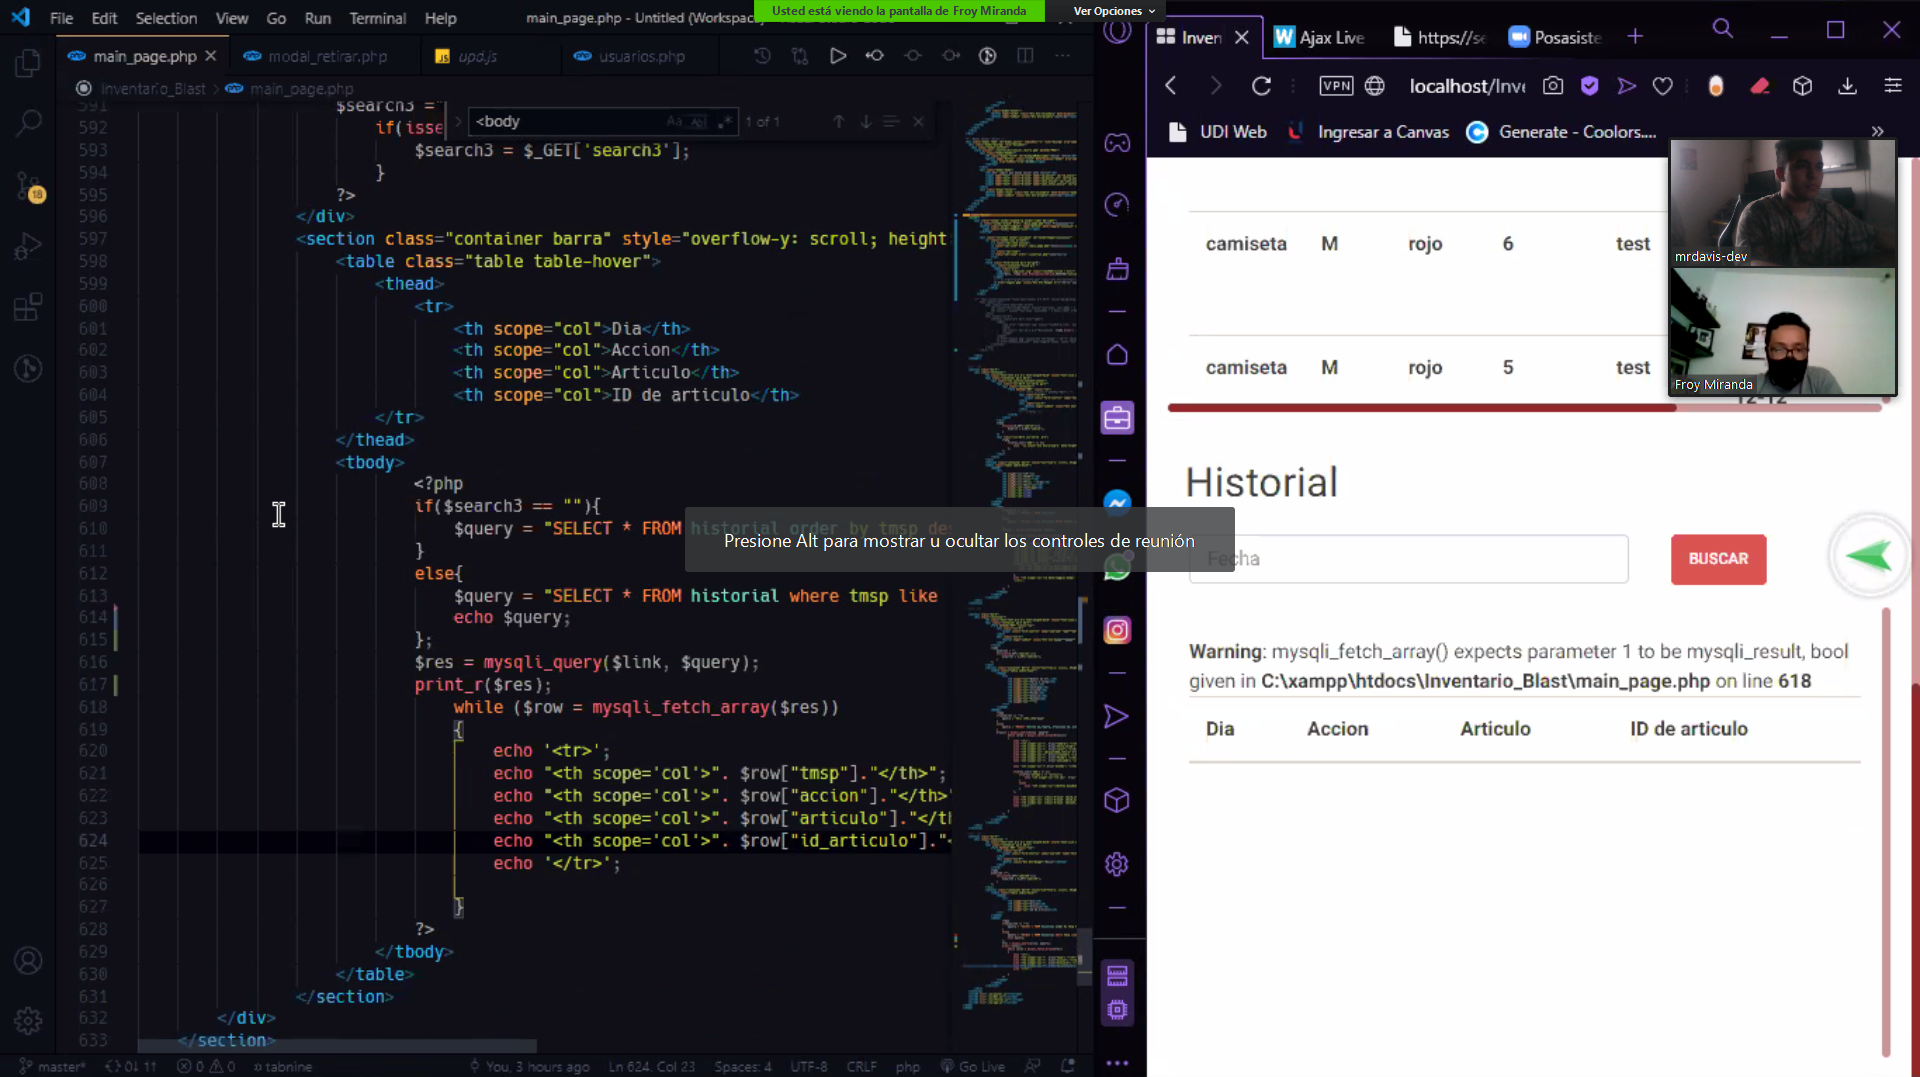 File Edit Selection View Go Run Terminal Help
main_page.php - Untitled (Workspac
Usted está viendo la pantalla de Froy Miranda
Ver Opciones
main_page.php
modal_retirar.php
JS upd.js
usuarios.php
Inventario_Blast > main_page.php
<body
Aa
1 of 1
591 $search3 ="
592 if(isse
593 $search3 = $_GET['search3'];
594 }
595 ?>
596 </div>
597 <section class="container barra" style="overflow-y: scroll; height
598 <table class="table table-hover">
599 <thead>
600 <tr>
601 <th scope="col">Dia</th>
602 <th scope="col">Accion</th>
603 <th scope="col">Articulo</th>
604 <th scope="col">ID de articulo</th>
605 </tr>
606 </thead>
607 <tbody>
608 <?php
609 if($search3 == ""){
610 $query = "SELECT * FROM historial order by tmsp de
611 }
612 else{
613 $query = "SELECT * FROM historial where tmsp like
614 echo $query;
615 };
616 $res = mysqli_query($link, $query);
617 print_r($res);
618 while ($row = mysqli_fetch_array($res))
619 {
620 echo '<tr>';
621 echo "<th scope='col'>". $row["tmsp"]."</th>";
622 echo "<th scope='col'>". $row["accion"]."</th>"
623 echo "<th scope='col'>". $row["articulo"]."</th
624 echo "<th scope='col'>". $row["id_articulo"]."<
625 echo '</tr>';
626
627 }
628 ?>
629 </tbody>
630 </table>
631 </section>
632 </div>
633 </section>
18
master* 0↓ 1↑ 0 0 tabnine
You, 3 hours ago Ln 624, Col 23 Spaces: 4 UTF-8 CRLF php Go Live
Presione Alt para mostrar u ocultar los controles de reunión
Inven
Ajax Live
https://se
Posasiste
VPN
localhost/Inve
UDI Web
Ingresar a Canvas
Generate - Coolors....
»
camiseta M rojo 6 test
camiseta M rojo 5 test
12-12
mrdavis-dev
Froy Miranda
Historial
Fecha
BUSCAR
Warning: mysqli_fetch_array() expects parameter 1 to be mysqli_result, bool
given in C:\xampp\htdocs\Inventario_Blast\main_page.php on line 618
Dia Accion Articulo ID de articulo